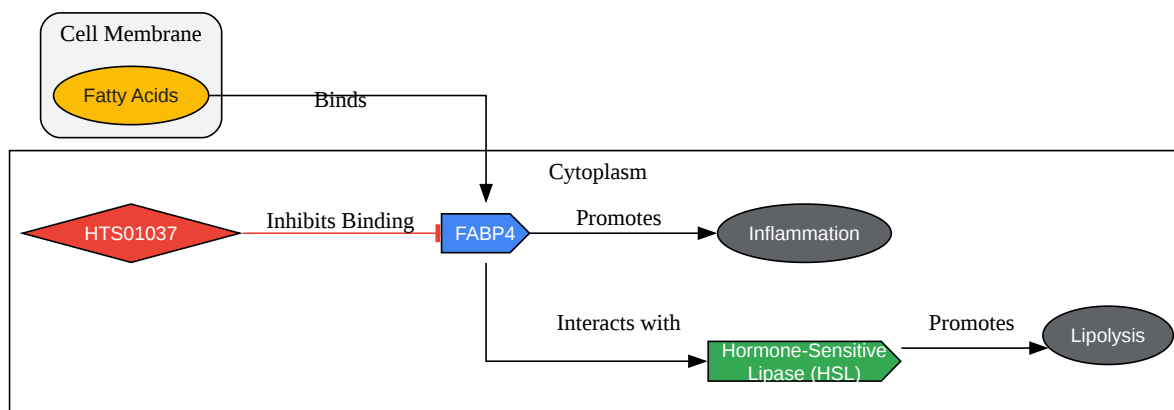 Cell Membrane
Fatty Acids
Binds
Cytoplasm
HTS01037
Inhibits Binding
FABP4
Promotes
Inflammation
Interacts with
Hormone-Sensitive
Lipase (HSL)
Promotes
Lipolysis